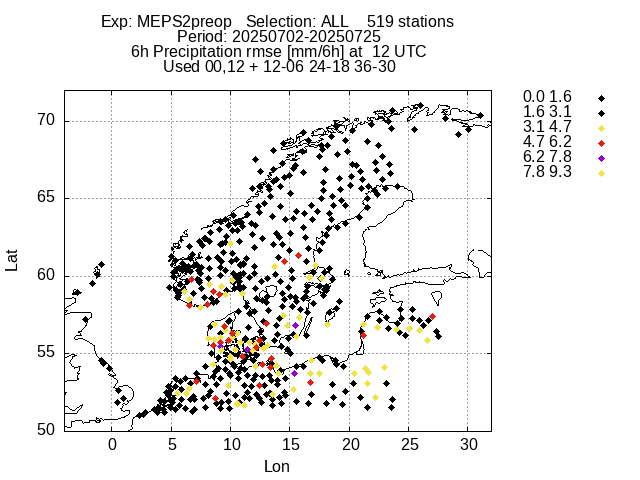 Exp: MEPS2preop   Selection: ALL    519 stations
Period: 20250702-20250725
6h Precipitation rmse [mm/6h] at  12 UTC
Used 00,12 + 12-06 24-18 36-30
0.0 1.6
1.6 3.1
3.1 4.7
4.7 6.2
6.2 7.8
7.8 9.3
70
65
60
55
50
Lat
0 5 10 15 20 25 30
Lon